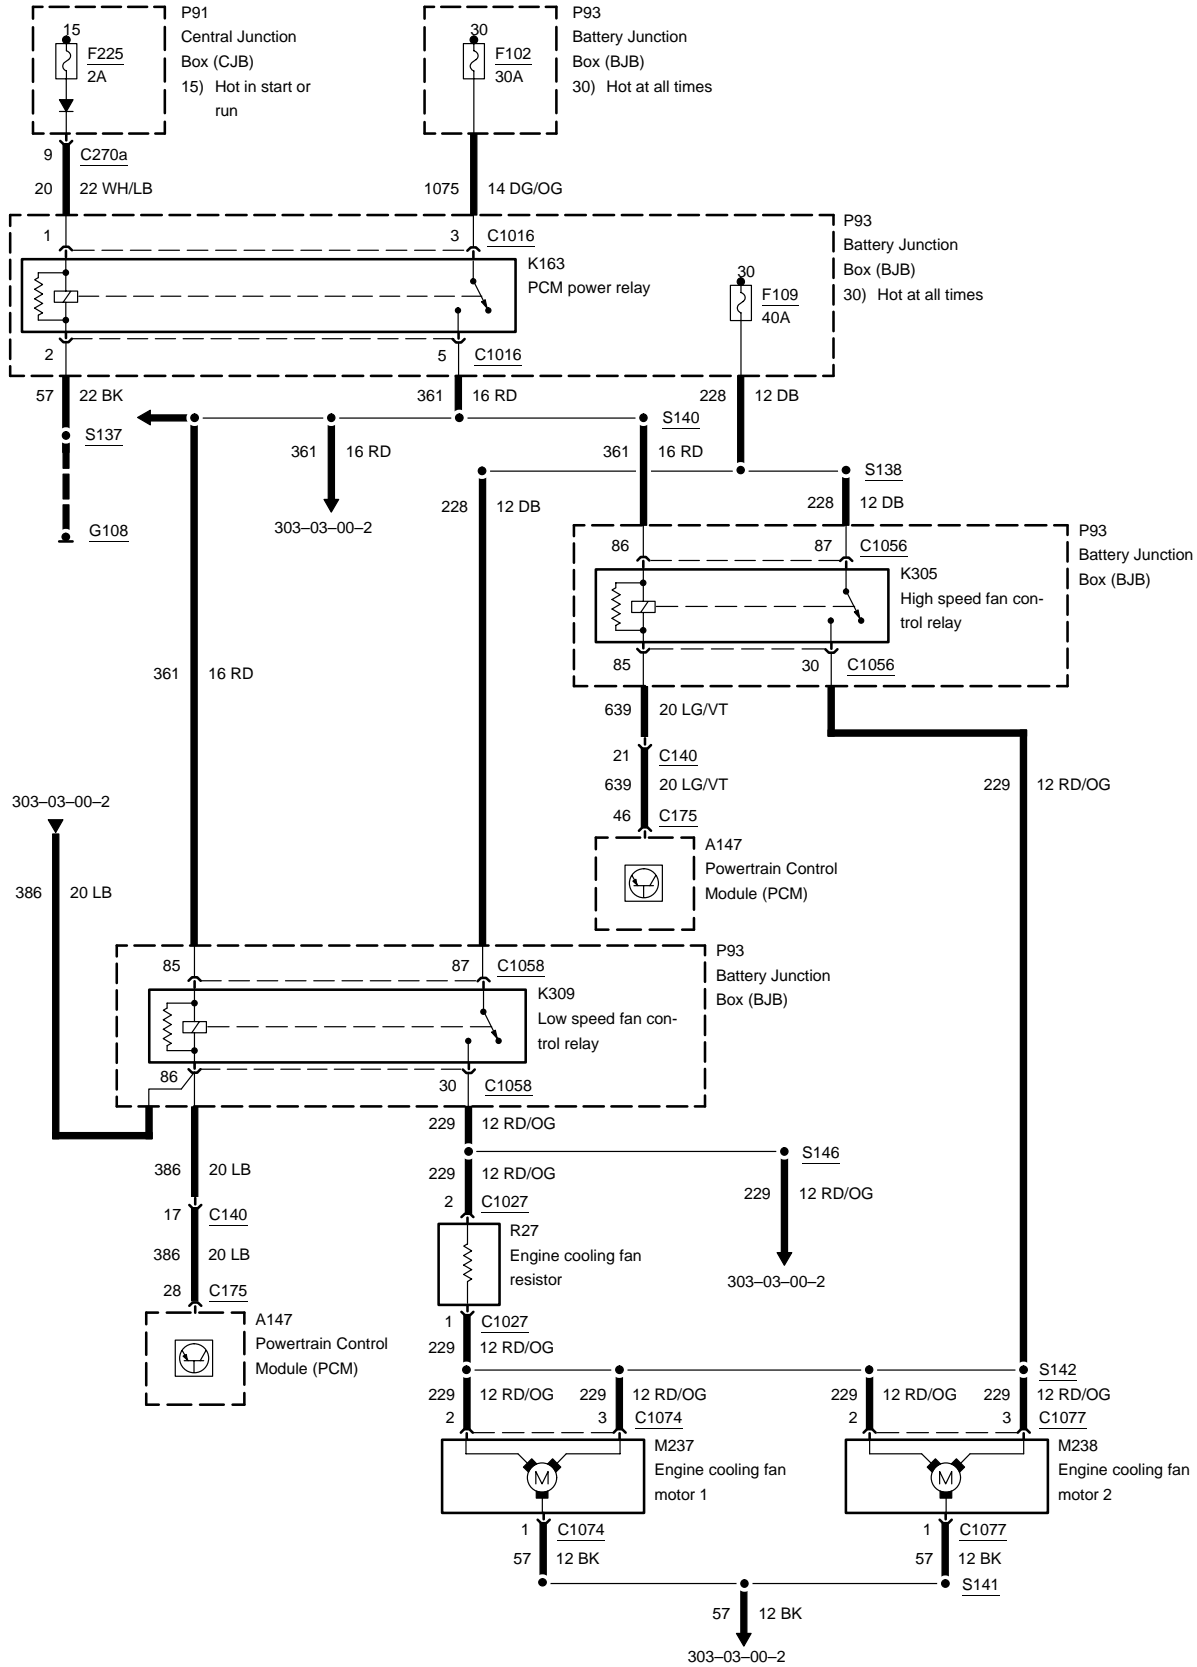 P91
Central Junction
Box (CJB)
15) Hot in start or
run
15
F225
2A
P93
Battery Junction
Box (BJB)
30) Hot at all times
30
F102
30A
9 C270a
20 22 WH/LB
1075 14 DG/OG
P93
Battery Junction
Box (BJB)
30) Hot at all times
1
3 C1016
K163
PCM power relay
30
F109
40A
2
5 C1016
57 22 BK
361 16 RD
228 12 DB
S137
S140
361 16 RD
361 16 RD
S138
228 12 DB
228 12 DB
303–03–00–2
G108
P93
Battery Junction
Box (BJB)
86
87 C1056
K305
High speed fan con-
trol relay
85
30 C1056
361 16 RD
639 20 LG/VT
21 C140
639 20 LG/VT
229 12 RD/OG
46 C175
303–03–00–2
A147
Powertrain Control
Module (PCM)
386 20 LB
P93
Battery Junction
Box (BJB)
85
87 C1058
K309
Low speed fan con-
trol relay
86
30 C1058
229 12 RD/OG
S146
386 20 LB
229 12 RD/OG
229 12 RD/OG
2 C1027
17 C140
R27
Engine cooling fan
resistor
386 20 LB
303–03–00–2
28 C175
1 C1027
A147
Powertrain Control
Module (PCM)
229 12 RD/OG
S142
229 12 RD/OG
229 12 RD/OG
229 12 RD/OG
229 12 RD/OG
2
3 C1074
2
3 C1077
M237
Engine cooling fan
motor 1
M
M238
Engine cooling fan
motor 2
M
1 C1074
1 C1077
57 12 BK
57 12 BK
S141
57 12 BK
303–03–00–2